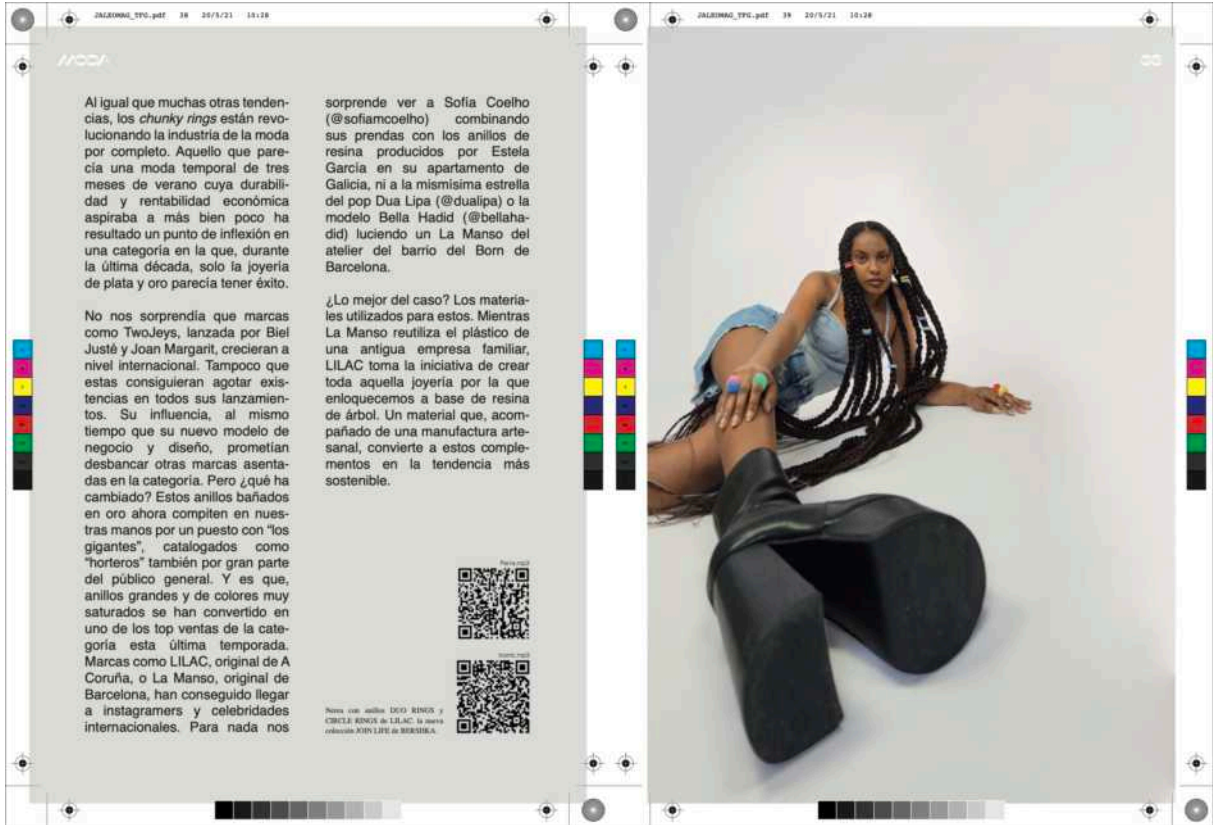 JALEOMAG_TFG.pdf 38 20/5/21 10:28
MODA
Al igual que muchas otras tenden-
cias, los chunky rings están revo-
lucionando la industria de la moda
por completo. Aquello que pare-
cía una moda temporal de tres
meses de verano cuya durabili-
dad y rentabilidad económica
aspiraba a más bien poco ha
resultado un punto de inflexión en
una categoría en la que, durante
la última década, solo la joyería
de plata y oro parecía tener éxito.
No nos sorprendía que marcas
como TwoJeys, lanzada por Biel
Justé y Joan Margarit, crecieran a
nivel internacional. Tampoco que
estas consiguieran agotar exis-
tencias en todos sus lanzamien-
tos. Su influencia, al mismo
tiempo que su nuevo modelo de
negocio y diseño, prometían
desbancar otras marcas asenta-
das en la categoría. Pero ¿qué ha
cambiado? Estos anillos bañados
en oro ahora compiten en nues-
tras manos por un puesto con “los
gigantes”, catalogados como
“horteros” también por gran parte
del público general. Y es que,
anillos grandes y de colores muy
saturados se han convertido en
uno de los top ventas de la cate-
goría esta última temporada.
Marcas como LILAC, original de A
Coruña, o La Manso, original de
Barcelona, han conseguido llegar
a instagramers y celebridades
internacionales. Para nada nos
sorprende ver a Sofía Coelho
(@sofiamcoelho) combinando
sus prendas con los anillos de
resina producidos por Estela
García en su apartamento de
Galicia, ni a la mismísima estrella
del pop Dua Lipa (@dualipa) o la
modelo Bella Hadid (@bellaha-
did) luciendo un La Manso del
atelier del barrio del Born de
Barcelona.
¿Lo mejor del caso? Los materia-
les utilizados para estos. Mientras
La Manso reutiliza el plástico de
una antigua empresa familiar,
LILAC toma la iniciativa de crear
toda aquella joyería por la que
enloquecemos a base de resina
de árbol. Un material que, acom-
pañado de una manufactura arte-
sanal, convierte a estos comple-
mentos en la tendencia más
sostenible.
Nerea con anillos DUO RINGS y
CIRCLE RINGS de LILAC. la nueva
colección JOIN LIFE de BERSHKA.
JALEOMAG_TFG.pdf 39 20/5/21 10:28